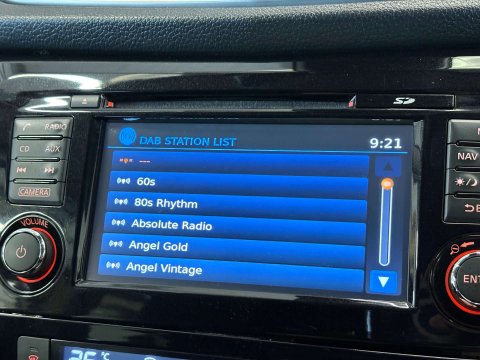 RADIO
CD AUX
CAMERA
VOLUME
SD
DAB STATION LIST 9:21
---
60s
80s Rhythm
Absolute Radio
Angel Gold
Angel Vintage
NAV
°C